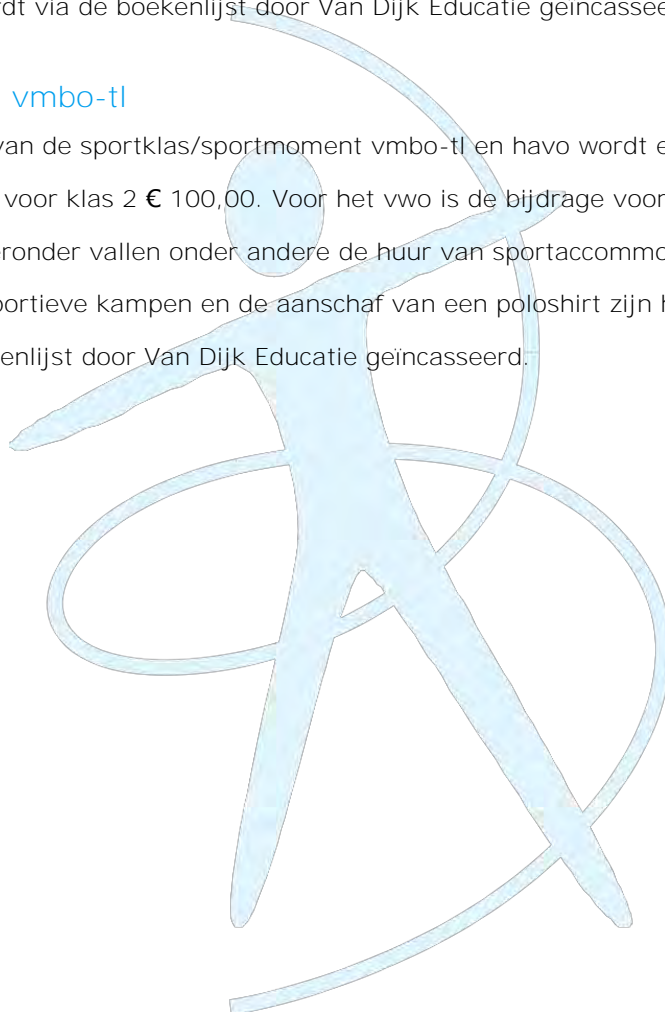 rdt via de boekenlijst door Van Dijk Educatie geïncassee
vmbo-tl
van de sportklas/sportmoment vmbo-tl en havo wordt e
voor klas 2 € 100,00. Voor het vwo is de bijdrage voor
eronder vallen onder andere de huur van sportaccommo
portieve kampen en de aanschaf van een poloshirt zijn h
enlijst door Van Dijk Educatie geïncasseerd.